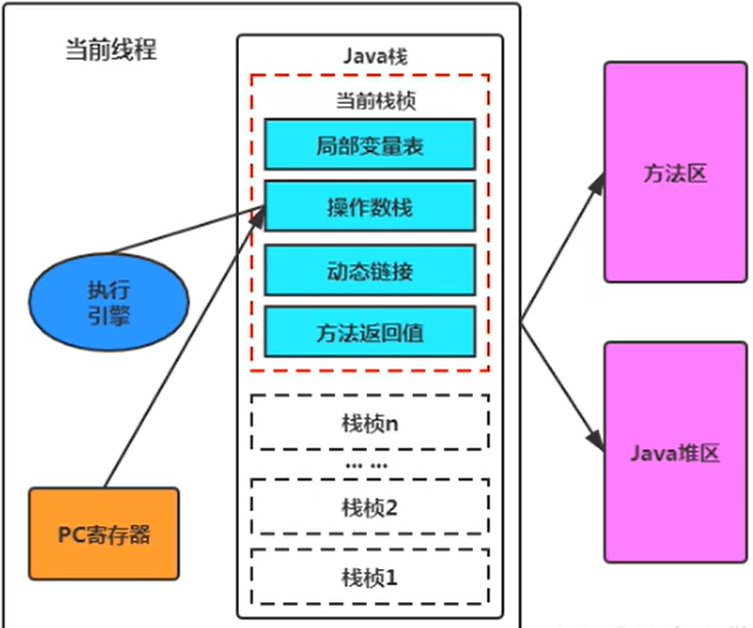 当前线程
Java栈
当前栈桢
局部变量表
操作数栈
动态链接
方法返回值
执行
引擎
栈桢n
... ...
栈桢2
栈桢1
PC寄存器
方法区
Java堆区